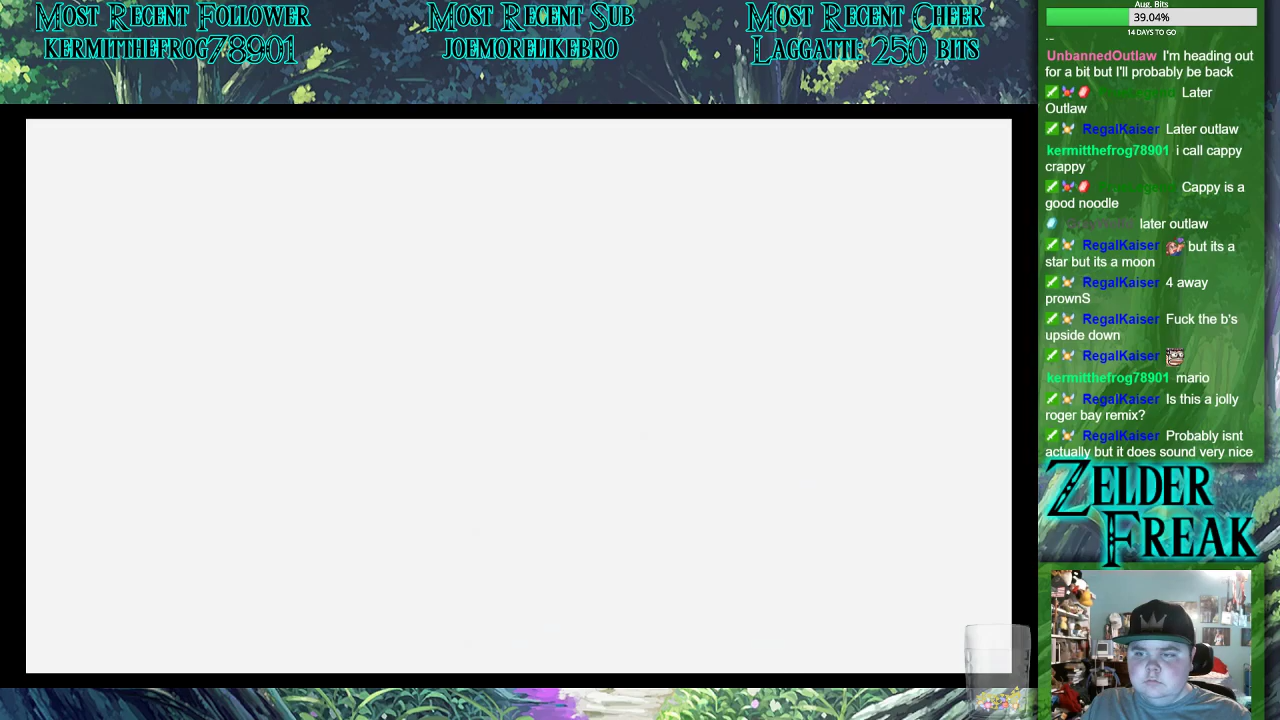 Most Recent Follower
kermitthefrog78901
Most Recent Sub
joemorelikebro
Most Recent Cheer
Laggatti: 250 bits
Aug. Bits
39.04%
14 DAYS TO GO
UnbannedOutlaw I'm heading out
for a bit but I'll probably be back
Later
Outlaw
RegalKaiser Later outlaw
kermitthefrog78901 i call cappy
crappy
Cappy is a
good noodle
later outlaw
RegalKaiser but its a
star but its a moon
RegalKaiser 4 away
prownS
RegalKaiser Fuck the b's
upside down
RegalKaiser
kermitthefrog78901 mario
RegalKaiser Is this a jolly
roger bay remix?
RegalKaiser Probably isnt
actually but it does sound very nice
Zelder
Freak